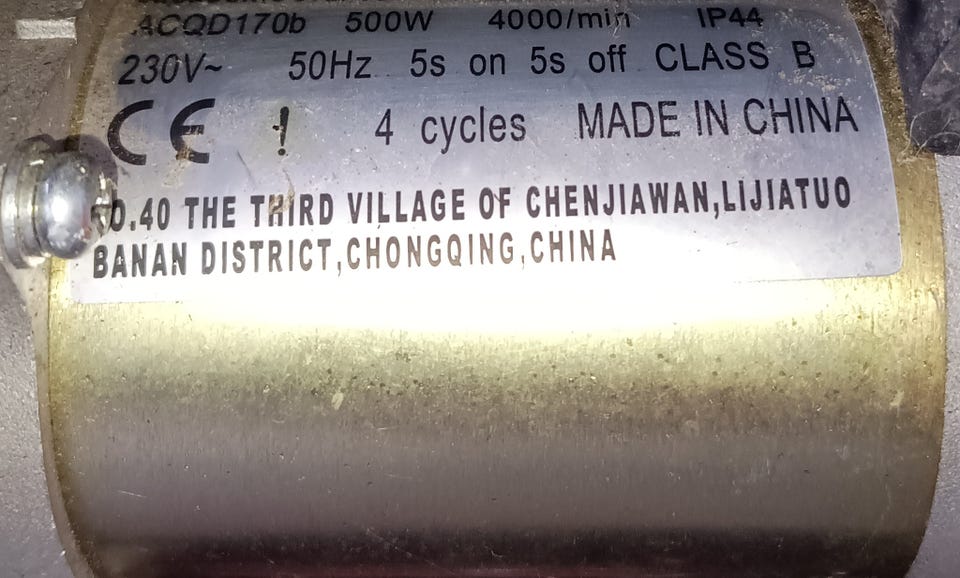 ACQD170b 500W 4000/min IP44
230V~ 50Hz 5s on 5s off CLASS B
CE ! 4 cycles MADE IN CHINA
NO.40 THE THIRD VILLAGE OF CHENJIAWAN,LIJIATUO
BANAN DISTRICT,CHONGQING,CHINA